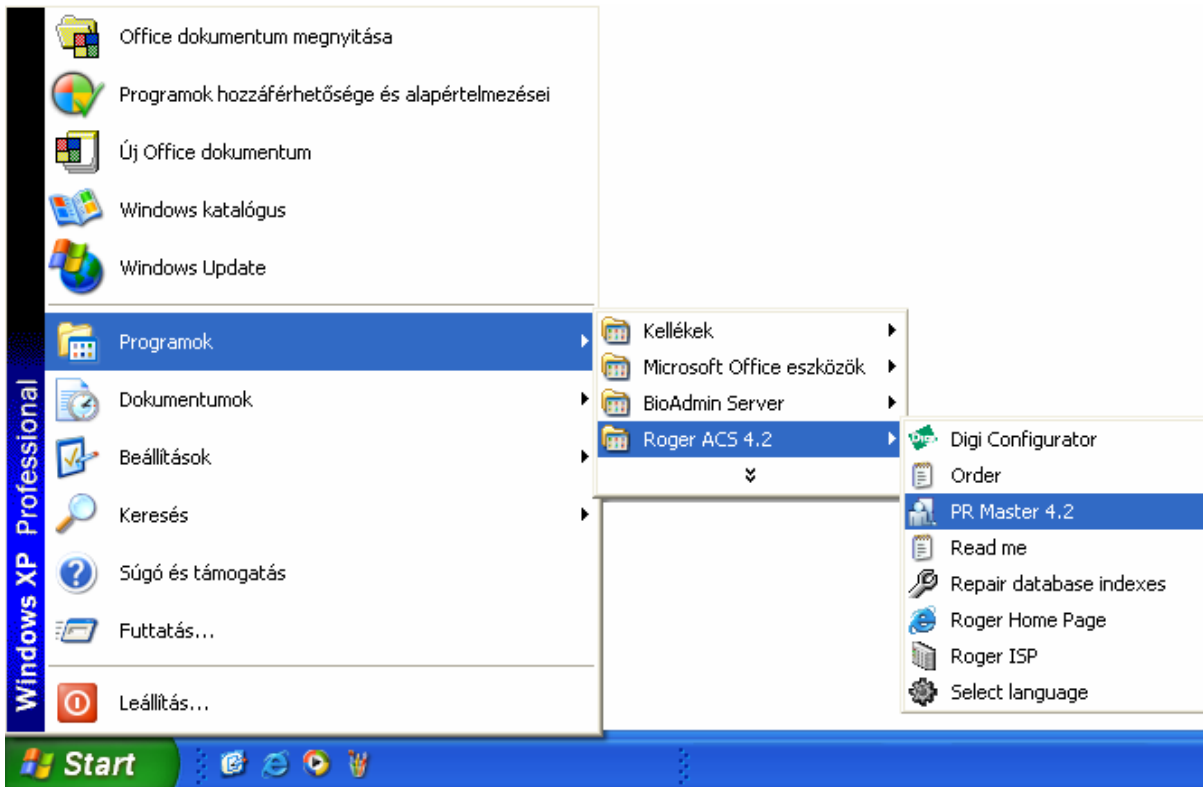 Office dokumentum megnyitása
Programok hozzáférhetősége és alapértelmezései
Új Office dokumentum
Windows katalógus
Windows Update
Programok
Dokumentumok
Beállítások
Keresés
Súgó és támogatás
Futtatás...
Leállítás...
Windows XP Professional
Kellékek
Microsoft Office eszközök
BioAdmin Server
Roger ACS 4.2
Digi Configurator
Order
PR Master 4.2
Read me
Repair database indexes
Roger Home Page
Roger ISP
Select language
Start